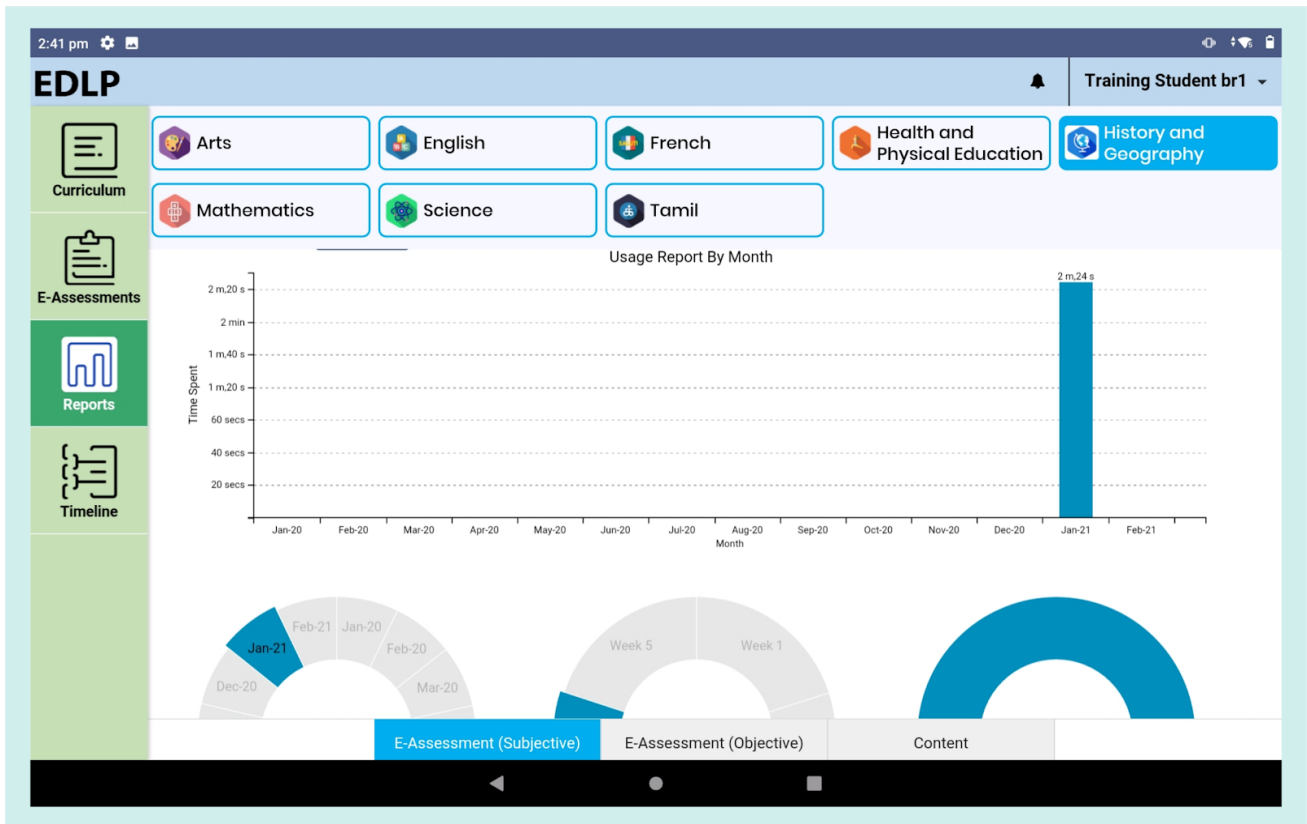 2:41 pm
EDLP
Training Student br1
Curriculum
E-Assessments
Reports
Timeline
Arts
English
French
Health and
Physical Education
History and
Geography
Mathematics
Science
Tamil
Usage Report By Month
2 m,24 s
2 m,20 s
2 min
1 m,40 s
1 m,20 s
60 secs
40 secs
20 secs
Time Spent
Jan-20 Feb-20 Mar-20 Apr-20 May-20 Jun-20 Jul-20 Aug-20 Sep-20 Oct-20 Nov-20 Dec-20 Jan-21 Feb-21
Month
Dec-20
Jan-21
Feb-21
Jan-20
Feb-20
Mar-20
Week 5
Week 1
E-Assessment (Subjective)
E-Assessment (Objective)
Content